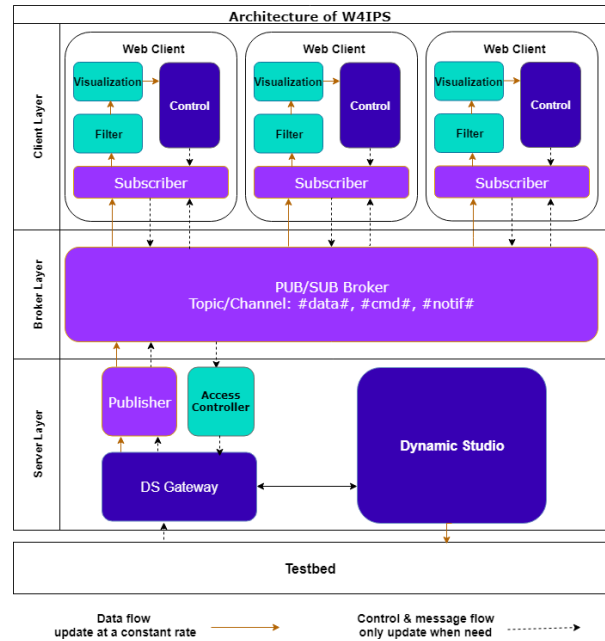 Architecture of W4IPS
Client Layer
Web Client
Visualization
Control
Filter
Subscriber
Web Client
Visualization
Control
Filter
Subscriber
Web Client
Visualization
Control
Filter
Subscriber
Broker Layer
PUB/SUB Broker
Topic/Channel: #data#, #cmd#, #notif#
Server Layer
Publisher
Access
Controller
DS Gateway
Dynamic Studio
Testbed
Data flow
update at a constant rate
Control & message flow
only update when need